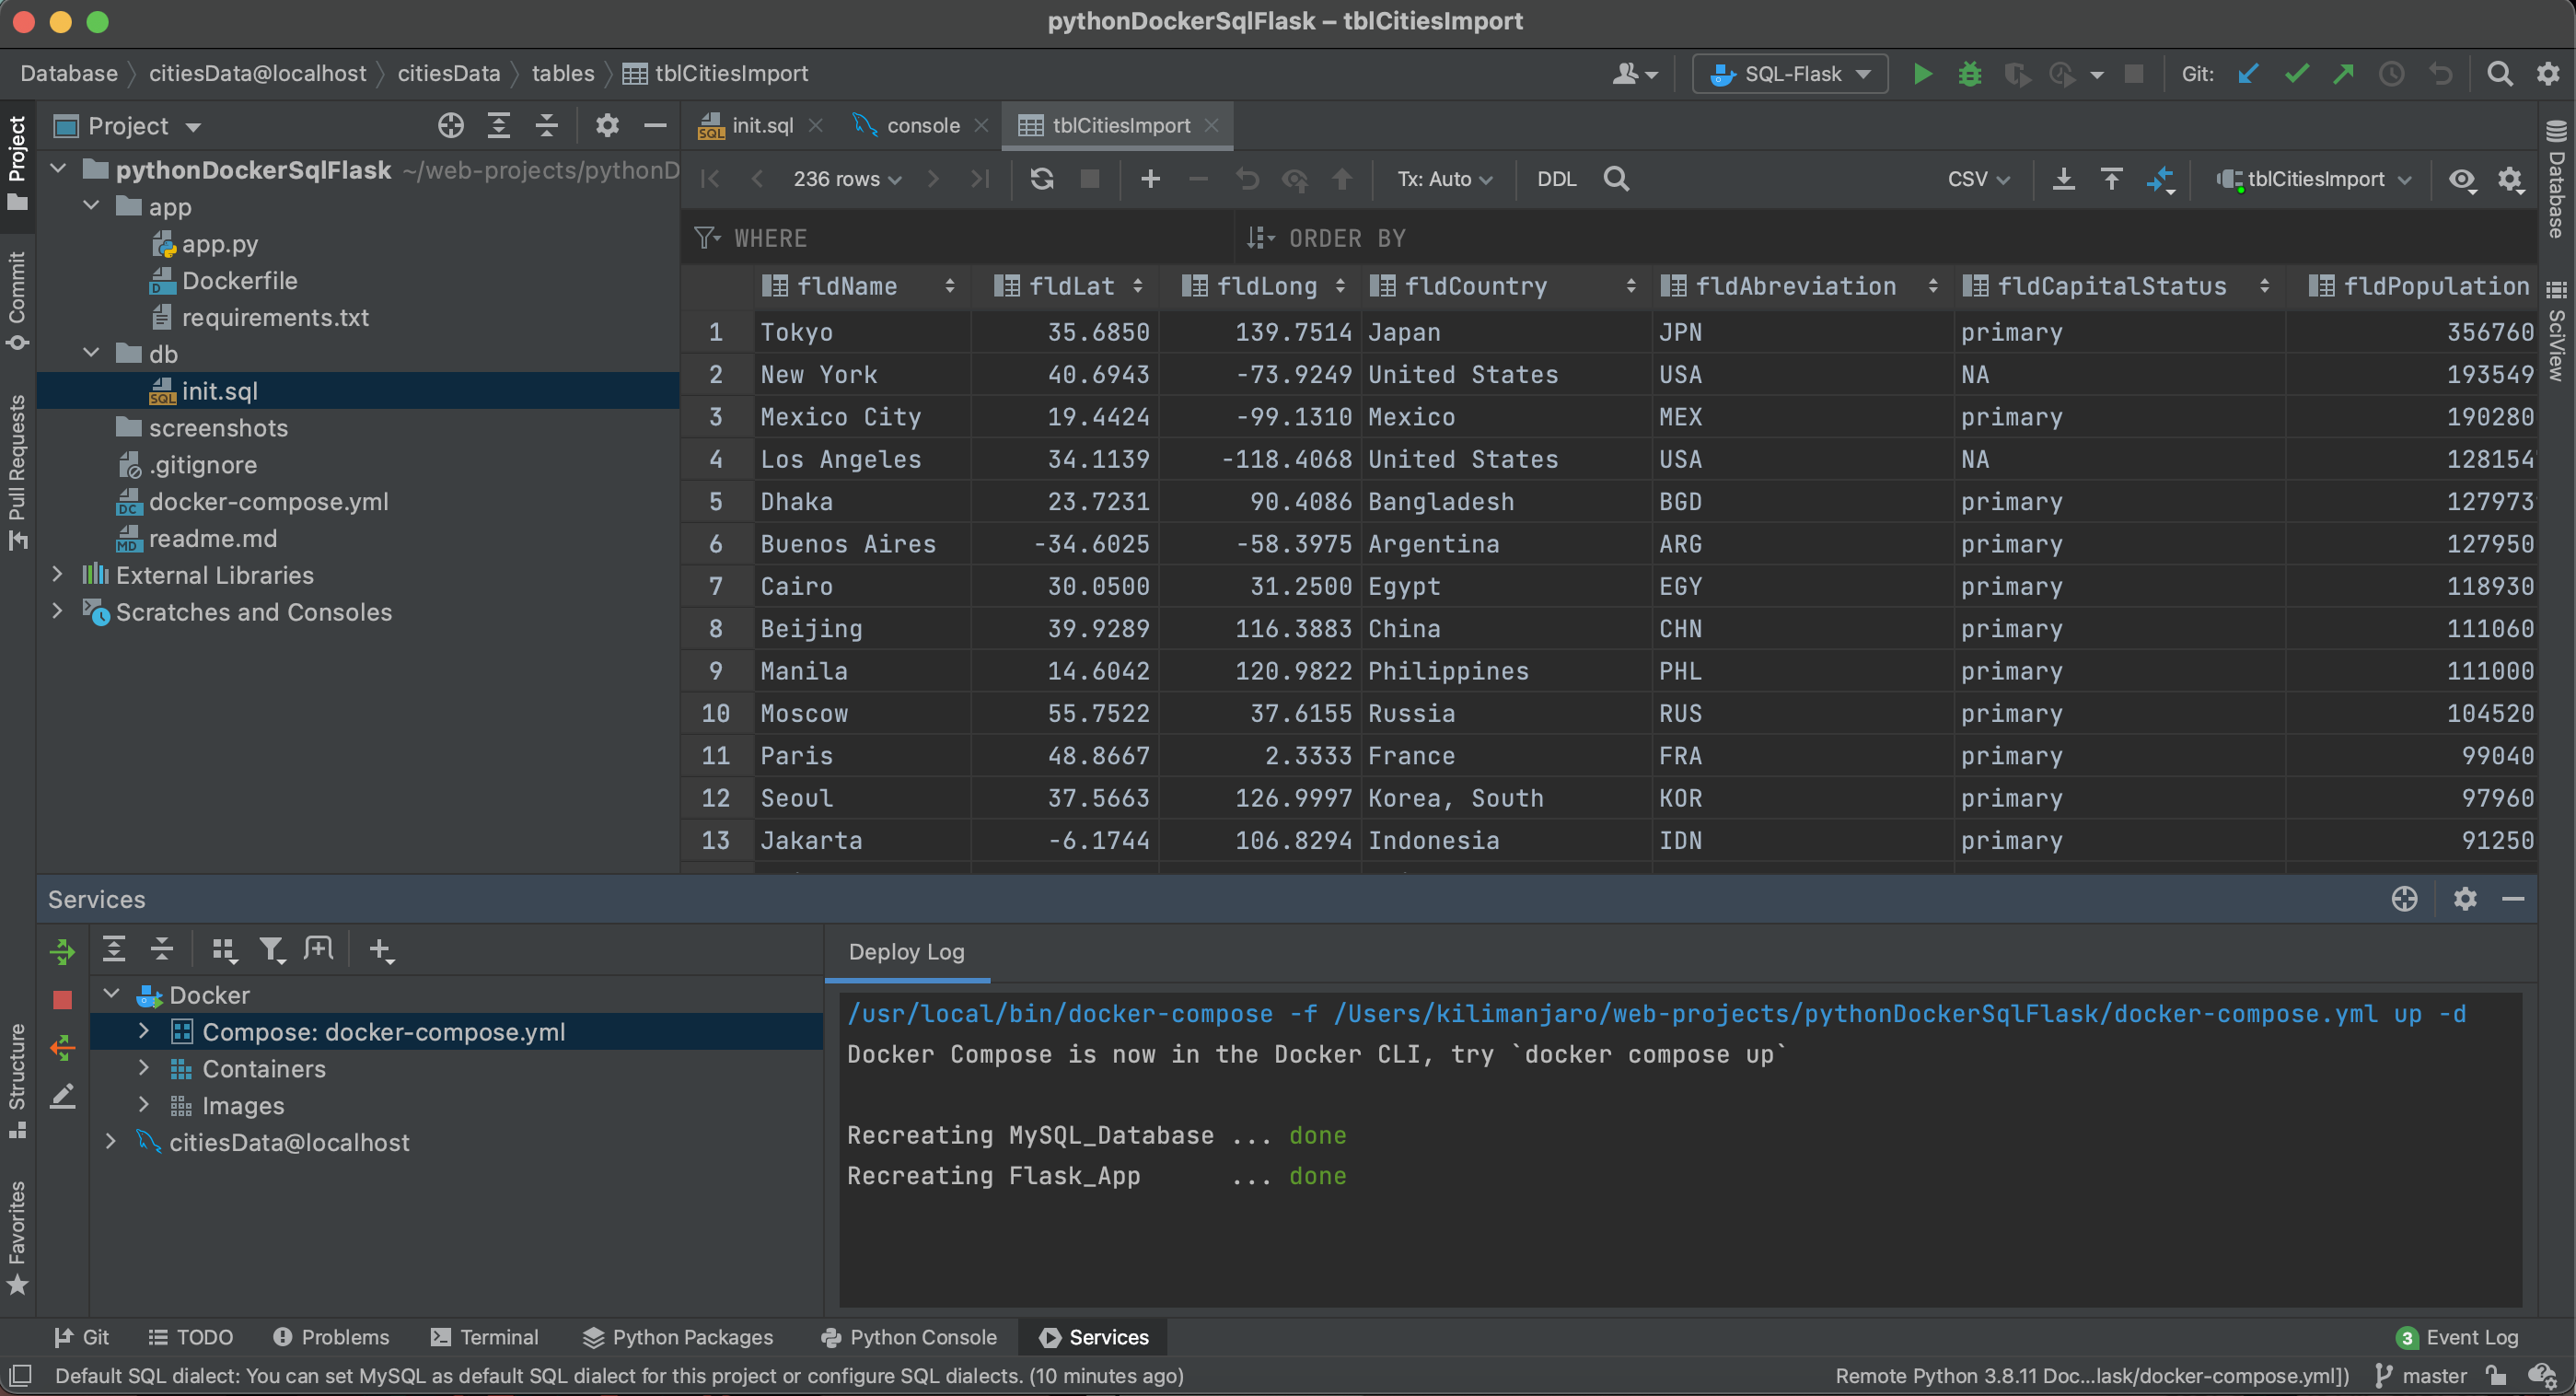 pythonDockerSqlFlask – tblCitiesImport
Database citiesData@localhost citiesData tables tblCitiesImport SQL-Flask Git:
Project
Commit
Pull Requests
Structure
Favorites
Project
pythonDockerSqlFlask ~/web-projects/pythonD
app
app.py
Dockerfile
requirements.txt
db
init.sql
screenshots
.gitignore
docker-compose.yml
readme.md
External Libraries
Scratches and Consoles
init.sql console tblCitiesImport
236 rows Tx: Auto DDL CSV tblCitiesImport
WHERE ORDER BY
fldName fldLat fldLong fldCountry fldAbreviation fldCapitalStatus fldPopulation
1 Tokyo 35.6850 139.7514 Japan JPN primary 356760
2 New York 40.6943 -73.9249 United States USA NA 193549
3 Mexico City 19.4424 -99.1310 Mexico MEX primary 190280
4 Los Angeles 34.1139 -118.4068 United States USA NA 128154
5 Dhaka 23.7231 90.4086 Bangladesh BGD primary 127973
6 Buenos Aires -34.6025 -58.3975 Argentina ARG primary 127950
7 Cairo 30.0500 31.2500 Egypt EGY primary 118930
8 Beijing 39.9289 116.3883 China CHN primary 111060
9 Manila 14.6042 120.9822 Philippines PHL primary 111000
10 Moscow 55.7522 37.6155 Russia RUS primary 104520
11 Paris 48.8667 2.3333 France FRA primary 99040
12 Seoul 37.5663 126.9997 Korea, South KOR primary 97960
13 Jakarta -6.1744 106.8294 Indonesia IDN primary 91250
Database
SciView
Services
Docker
Compose: docker-compose.yml
Containers
Images
citiesData@localhost
Deploy Log
/usr/local/bin/docker-compose -f /Users/kilimanjaro/web-projects/pythonDockerSqlFlask/docker-compose.yml up -d
Docker Compose is now in the Docker CLI, try `docker compose up`
Recreating MySQL_Database ... done
Recreating Flask_App ... done
Git TODO Problems Terminal Python Packages Python Console Services 3 Event Log
Default SQL dialect: You can set MySQL as default SQL dialect for this project or configure SQL dialects. (10 minutes ago) Remote Python 3.8.11 Doc...lask/docker-compose.yml]) master